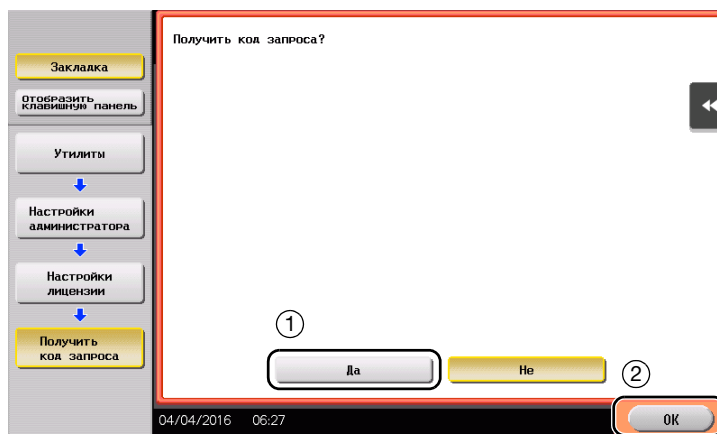 Получить код запроса?
Закладка
Отобразить
клавишную панель
Утилиты
Настройки
администратора
Настройки
лицензии
Получить
код запроса
1
Да
Не
2
04/04/2016 06:27
OK